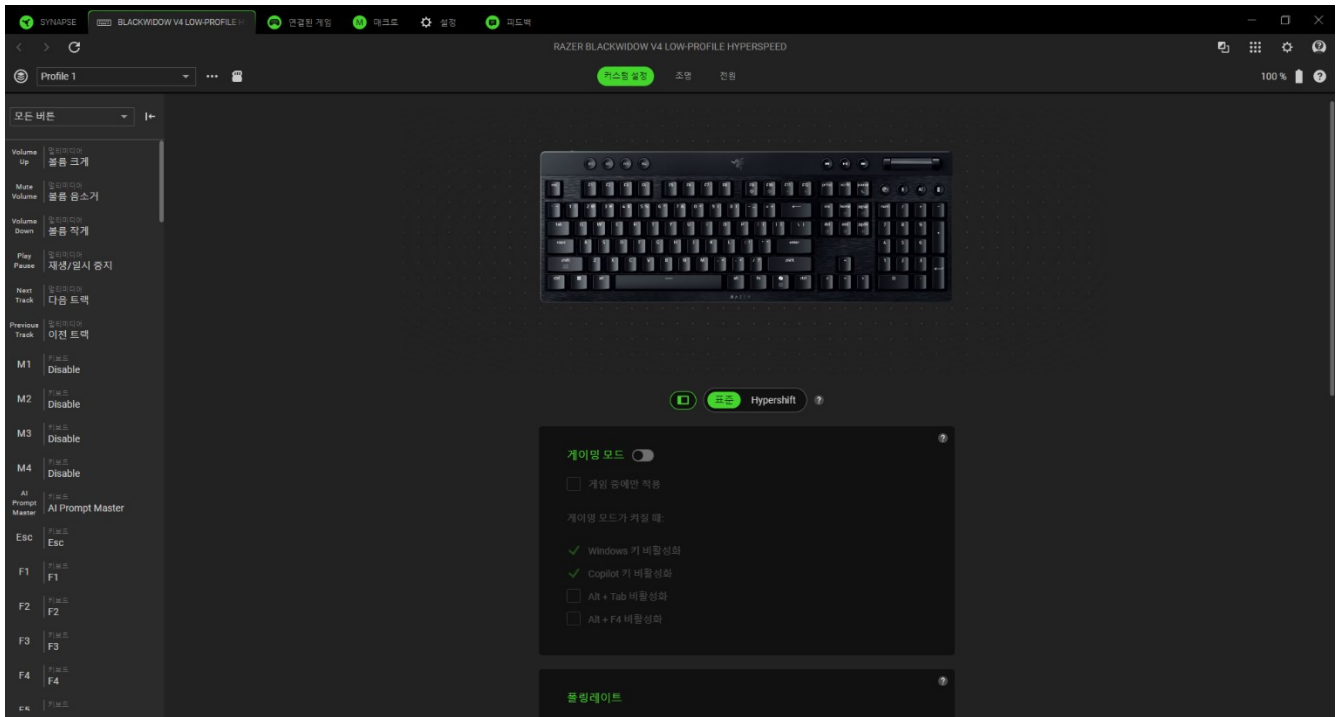 SYNAPSE
BLACKWIDOW V4 LOW-PROFILE H
연결된 게임
M 매크로
설정
피드백
RAZER BLACKWIDOW V4 LOW-PROFILE HYPERSPEED
Profile 1
커스텀 설정
조명
전원
100 %
모든 버튼
Volume Up
멀티미디어
볼륨 크게
Mute Volume
멀티미디어
볼륨 음소거
Volume Down
멀티미디어
볼륨 작게
Play Pause
멀티미디어
재생/일시 중지
Next Track
멀티미디어
다음 트랙
Previous Track
멀티미디어
이전 트랙
M1
키보드
Disable
M2
키보드
Disable
M3
키보드
Disable
M4
키보드
Disable
AI Prompt Master
키보드
AI Prompt Master
Esc
키보드
Esc
F1
키보드
F1
F2
키보드
F2
F3
키보드
F3
F4
키보드
F4
F5
키보드
표준
Hypershift
게이밍 모드
게임 중에만 적용
게이밍 모드가 켜질 때:
Windows 키 비활성화
Copilot 키 비활성화
Alt + Tab 비활성화
Alt + F4 비활성화
폴링레이트